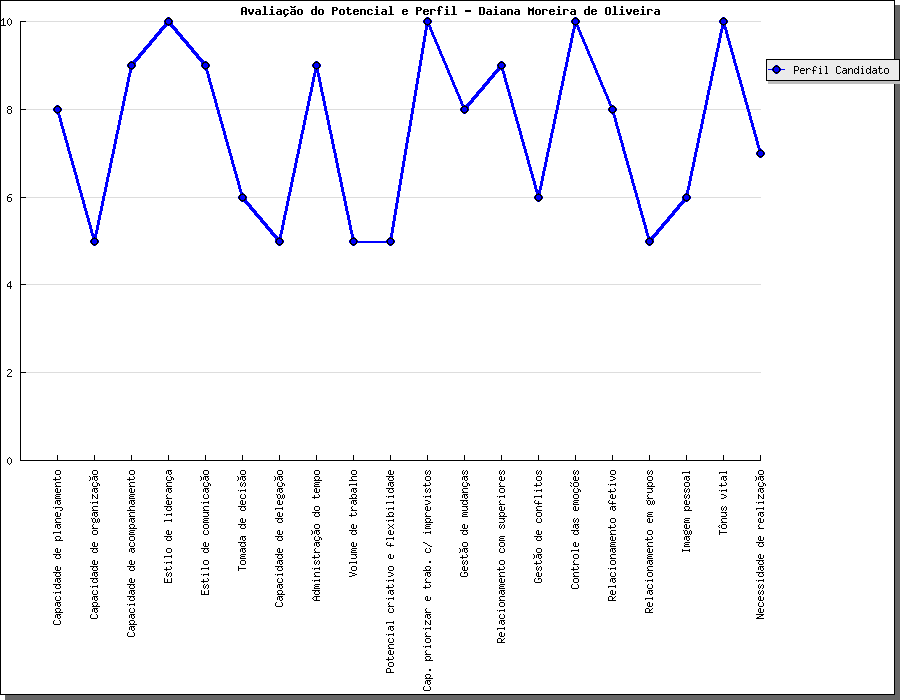 Avaliação do Potencial e Perfil - Daiana Moreira de Oliveira
10
8
6
4
2
0
Perfil Candidato
Capacidade de planejamento
Capacidade de organização
Capacidade de acompanhamento
Estilo de liderança
Estilo de comunicação
Tomada de decisão
Capacidade de delegação
Administração do tempo
Volume de trabalho
Potencial criativo e flexibilidade
Cap. priorizar e trab. c/ imprevistos
Gestão de mudanças
Relacionamento com superiores
Gestão de conflitos
Controle das emoções
Relacionamento afetivo
Relacionamento em grupos
Imagem pessoal
Tônus vital
Necessidade de realização